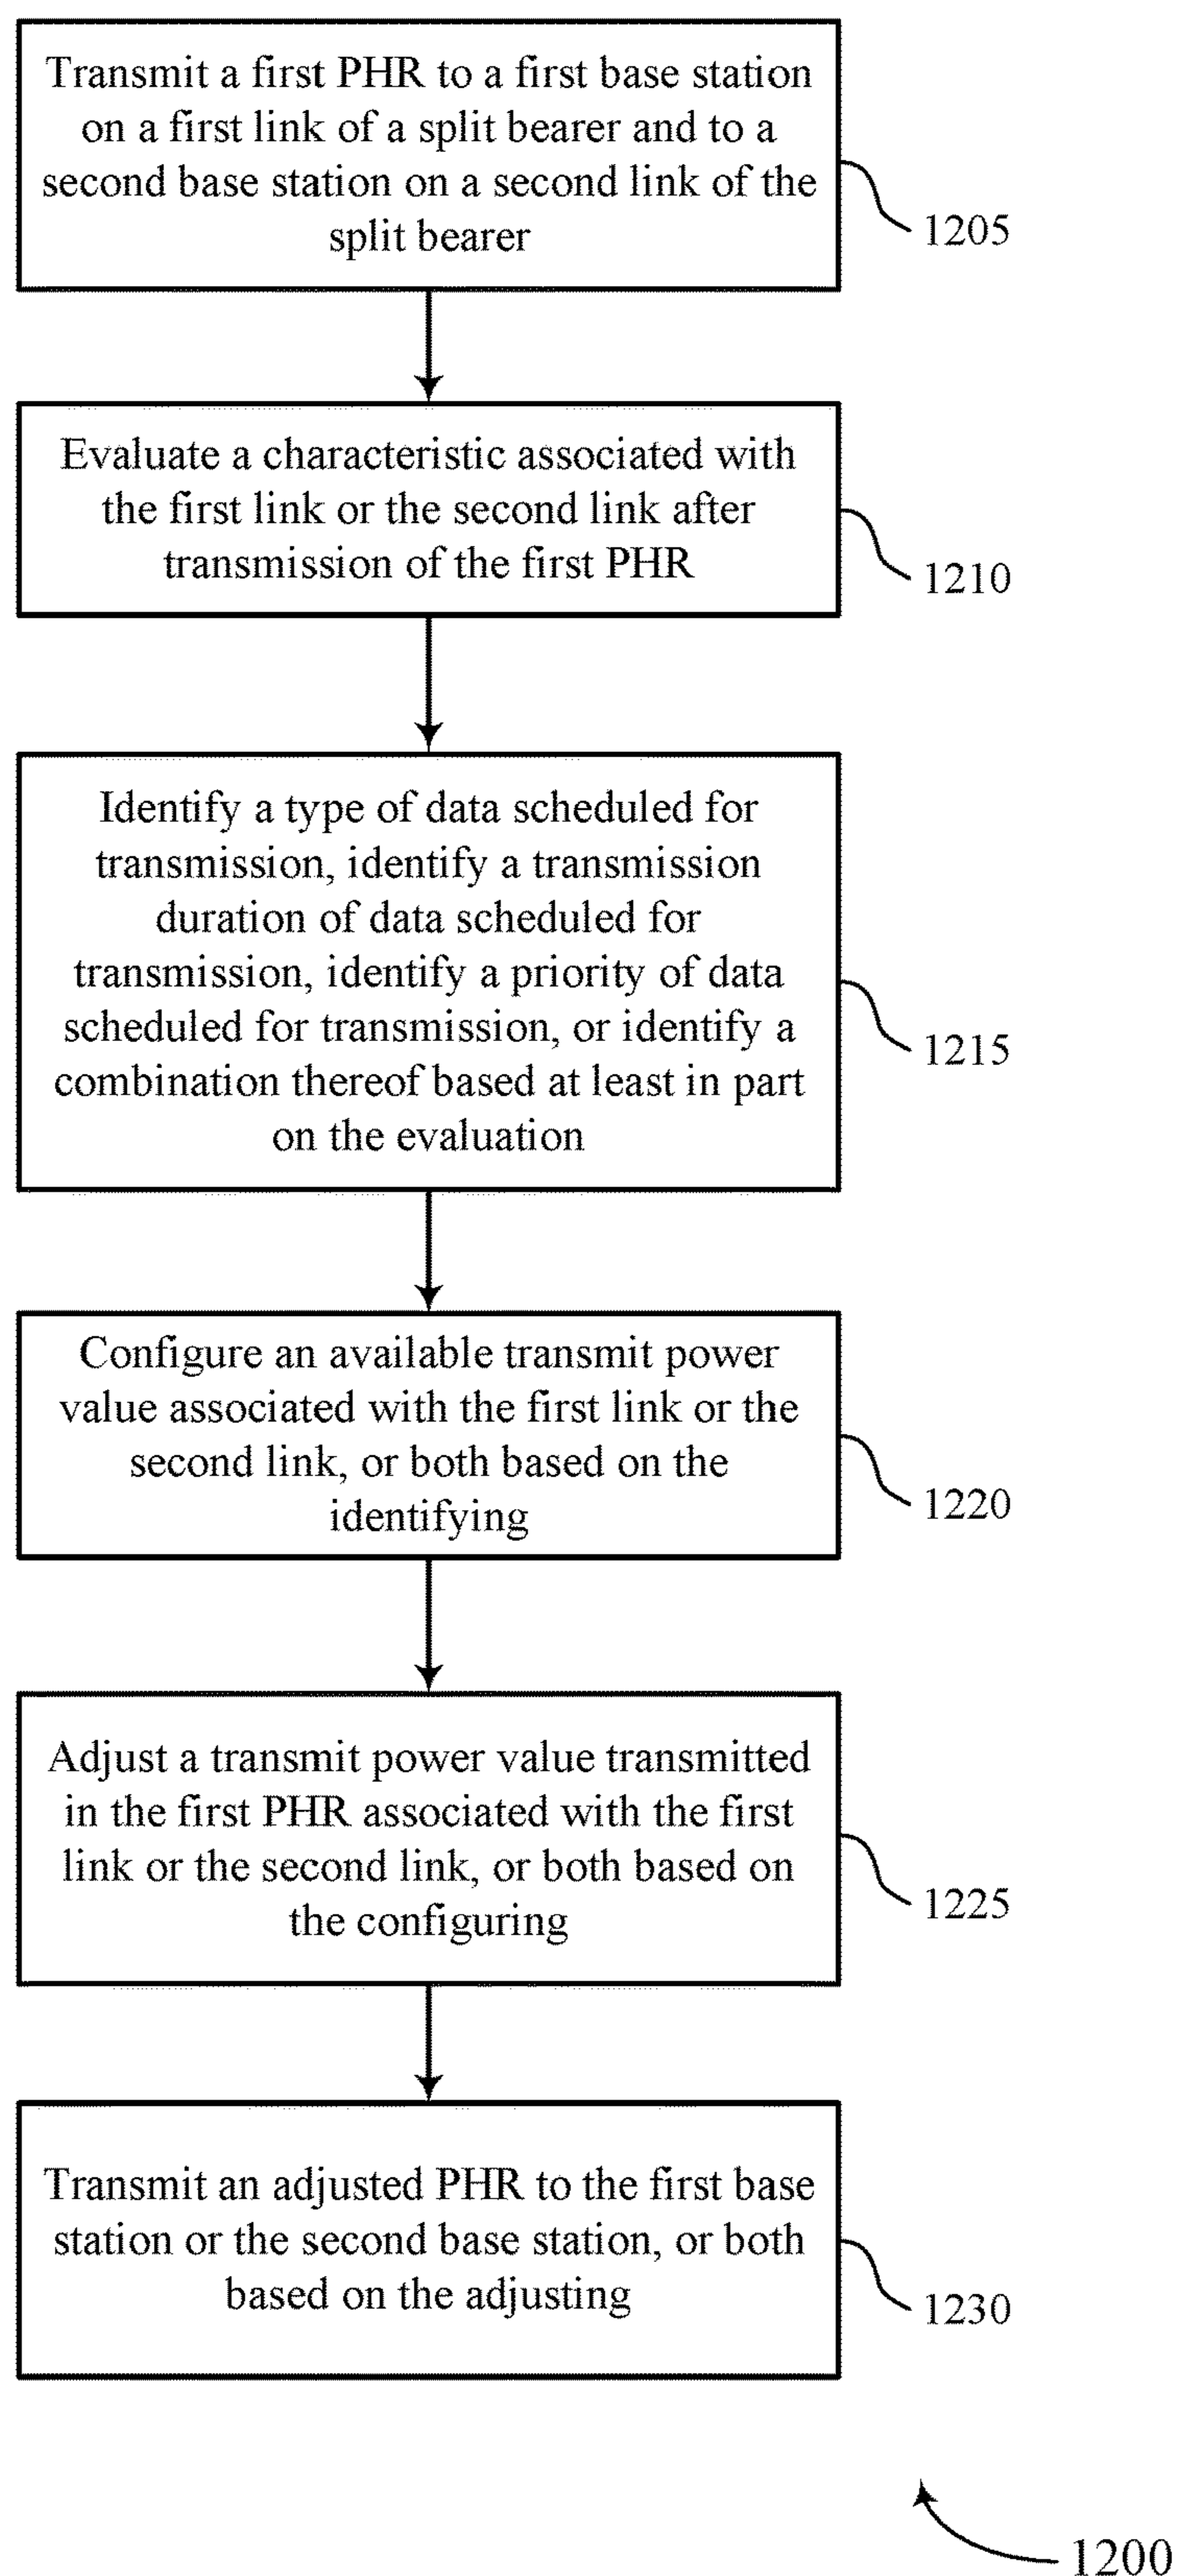 Transmit a first PHR to a first base station
on a first link of a split bearer and to a
second base station on a second link of the
split bearer
1205
Evaluate a characteristic associated with
the first link or the second link after
transmission of the first PHR
1210
Identify a type of data scheduled for
transmission, identify a transmission
duration of data scheduled for
transmission, identify a priority of data
scheduled for transmission, or identify a
combination thereof based at least in part
on the evaluation
1215
Configure an available transmit power
value associated with the first link or the
second link, or both based on the
identifying
1220
Adjust a transmit power value transmitted
in the first PHR associated with the first
link or the second link, or both based on
the configuring
1225
Transmit an adjusted PHR to the first base
station or the second base station, or both
based on the adjusting
1230
1200